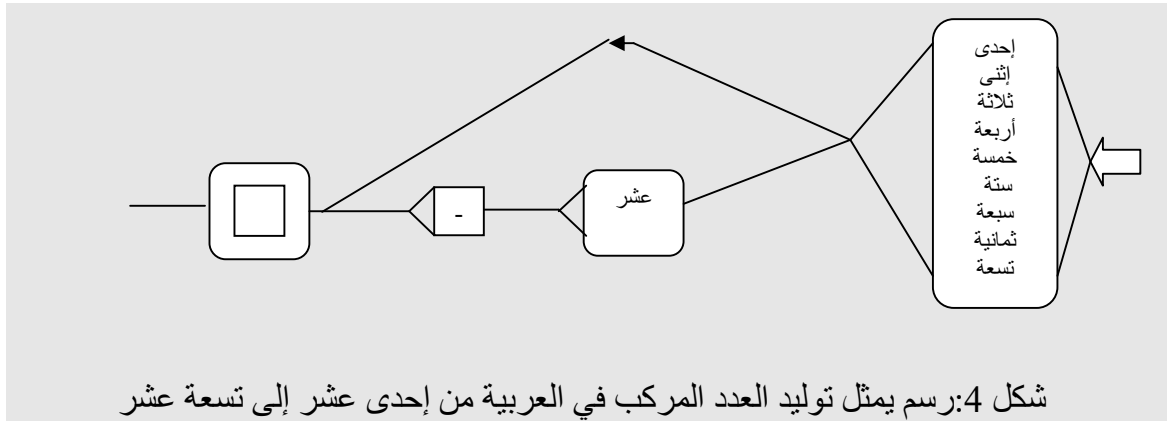 إحدى
إثنى
ثلاثة
أربعة
خمسة
ستة
سبعة
ثمانية
تسعة
عشر
-
شكل 4:رسم يمثل توليد العدد المركب في العربية من إحدى عشر إلى تسعة عشر